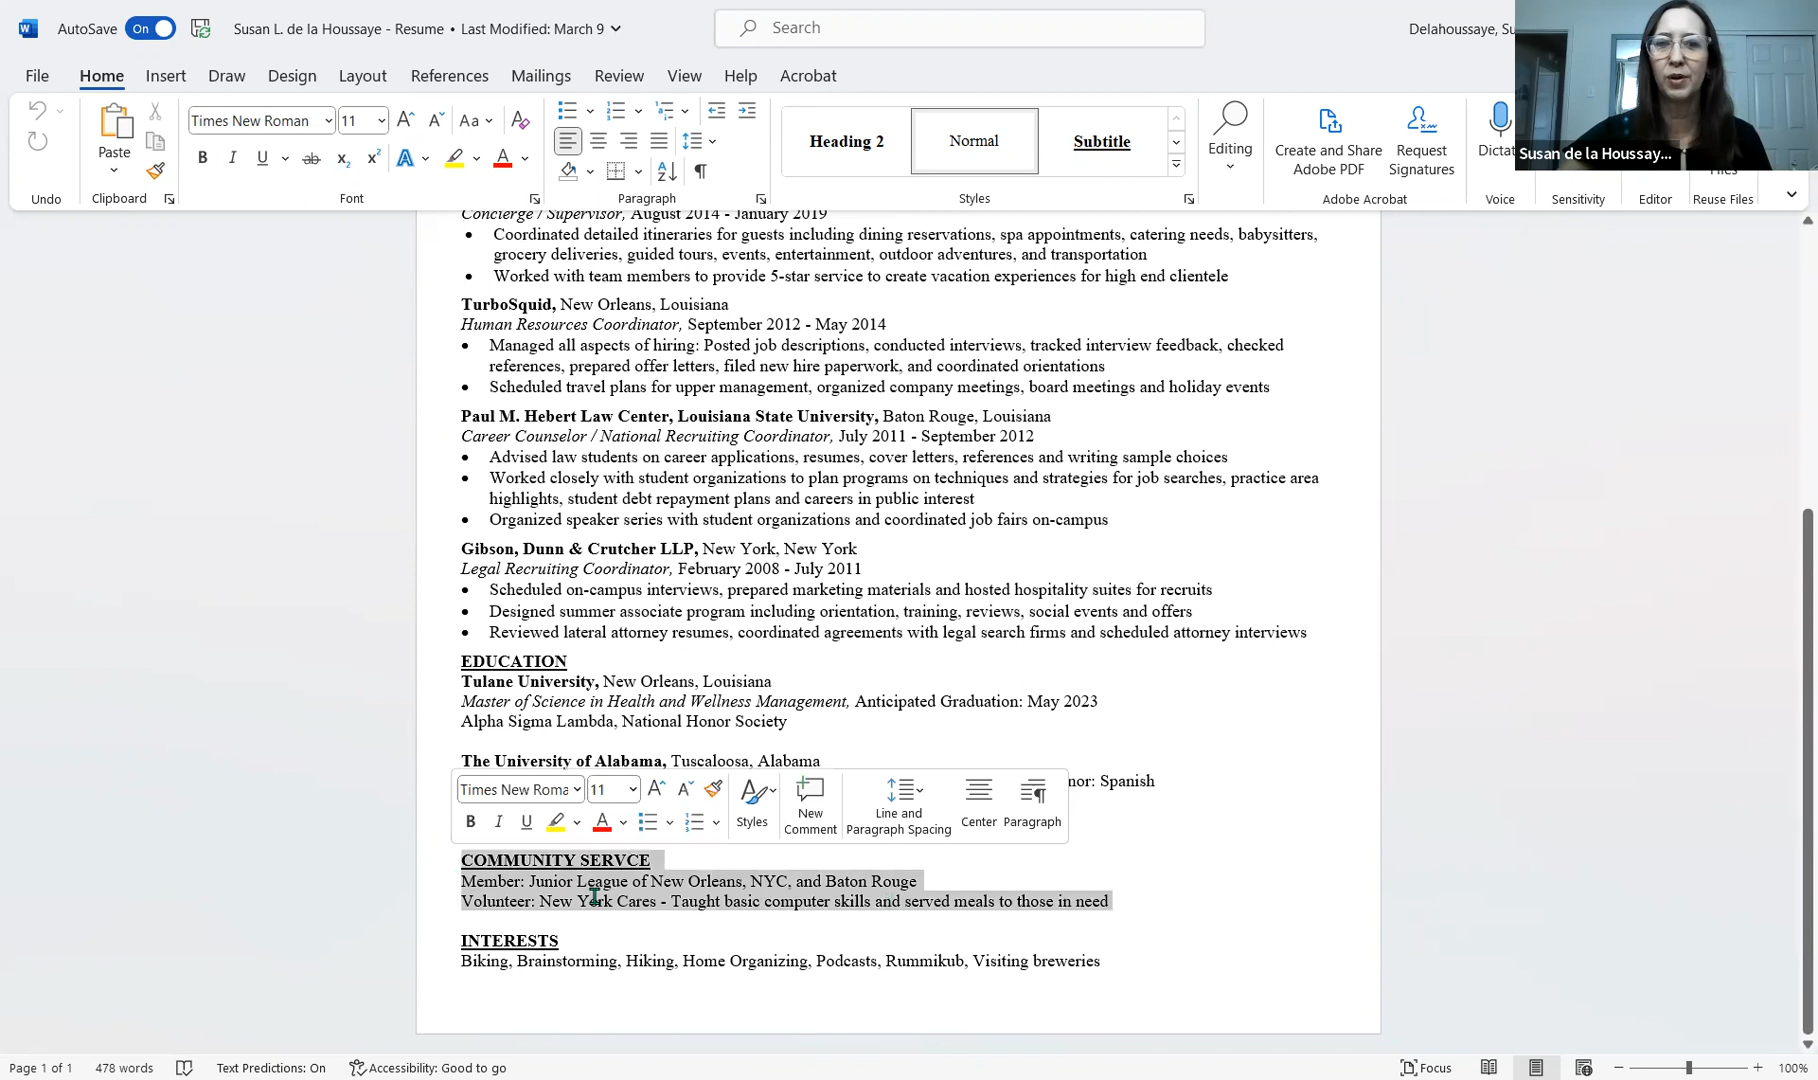 AutoSave On Susan L. de la Houssaye - Resume • Last Modified: March 9 Search Delahoussaye, Su
File Home Insert Draw Design Layout References Mailings Review View Help Acrobat
Times New Roman 11 Aa Heading 2 Normal Subtitle
Paste Editing Create and Share Adobe PDF Request Signatures Dictat Susan de la Houssay...
Undo Clipboard Font Paragraph Styles Adobe Acrobat Voice Sensitivity Editor Reuse Files
Concierge / Supervisor, August 2014 - January 2019
• Coordinated detailed itineraries for guests including dining reservations, spa appointments, catering needs, babysitters,
grocery deliveries, guided tours, events, entertainment, outdoor adventures, and transportation
• Worked with team members to provide 5-star service to create vacation experiences for high end clientele
TurboSquid, New Orleans, Louisiana
Human Resources Coordinator, September 2012 - May 2014
• Managed all aspects of hiring: Posted job descriptions, conducted interviews, tracked interview feedback, checked
references, prepared offer letters, filed new hire paperwork, and coordinated orientations
• Scheduled travel plans for upper management, organized company meetings, board meetings and holiday events
Paul M. Hebert Law Center, Louisiana State University, Baton Rouge, Louisiana
Career Counselor / National Recruiting Coordinator, July 2011 - September 2012
• Advised law students on career applications, resumes, cover letters, references and writing sample choices
• Worked closely with student organizations to plan programs on techniques and strategies for job searches, practice area
highlights, student debt repayment plans and careers in public interest
• Organized speaker series with student organizations and coordinated job fairs on-campus
Gibson, Dunn & Crutcher LLP, New York, New York
Legal Recruiting Coordinator, February 2008 - July 2011
• Scheduled on-campus interviews, prepared marketing materials and hosted hospitality suites for recruits
• Designed summer associate program including orientation, training, reviews, social events and offers
• Reviewed lateral attorney resumes, coordinated agreements with legal search firms and scheduled attorney interviews
EDUCATION
Tulane University, New Orleans, Louisiana
Master of Science in Health and Wellness Management, Anticipated Graduation: May 2023
Alpha Sigma Lambda, National Honor Society
The University of Alabama, Tuscaloosa, Alabama
nor: Spanish
Times New Roma 11 Styles New Comment Line and Paragraph Spacing Center Paragraph
B I U
COMMUNITY SERVCE
Member: Junior League of New Orleans, NYC, and Baton Rouge
Volunteer: New York Cares - Taught basic computer skills and served meals to those in need
INTERESTS
Biking, Brainstorming, Hiking, Home Organizing, Podcasts, Rummikub, Visiting breweries
Page 1 of 1 478 words Text Predictions: On Accessibility: Good to go Focus 100%